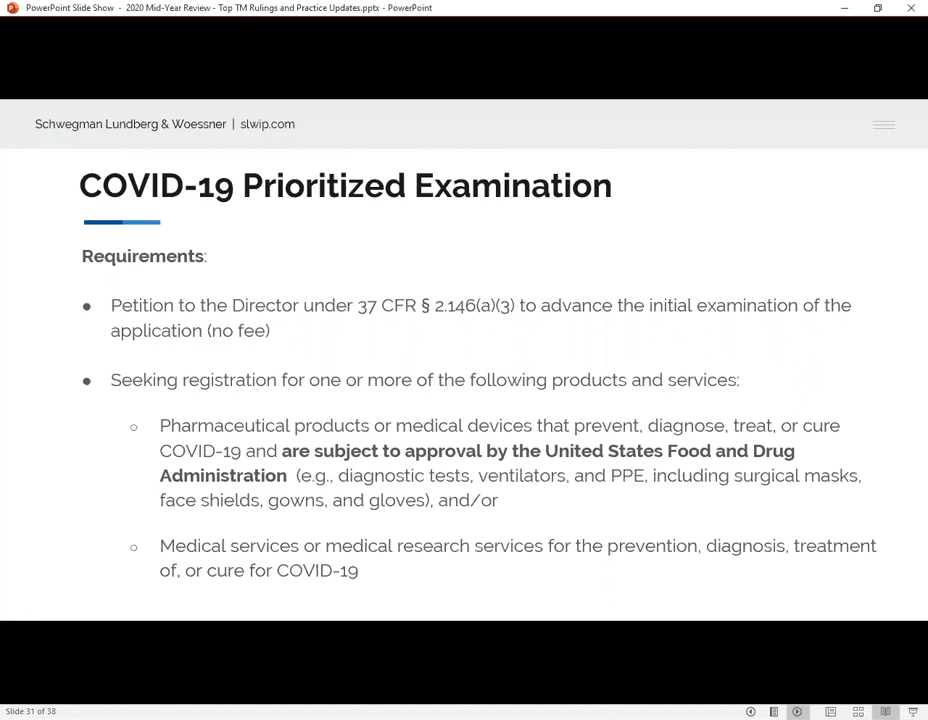 PowerPoint Slide Show - 2020 Mid-Year Review - Top TM Rulings and Practice Updates.pptx - PowerPoint
Schwegman Lundberg & Woessner | slwip.com
COVID-19 Prioritized Examination
Requirements:
● Petition to the Director under 37 CFR § 2.146(a)(3) to advance the initial examination of the
application (no fee)
● Seeking registration for one or more of the following products and services:
○ Pharmaceutical products or medical devices that prevent, diagnose, treat, or cure
COVID-19 and are subject to approval by the United States Food and Drug
Administration (e.g., diagnostic tests, ventilators, and PPE, including surgical masks,
face shields, gowns, and gloves), and/or
○ Medical services or medical research services for the prevention, diagnosis, treatment
of, or cure for COVID-19
Slide 31 of 38